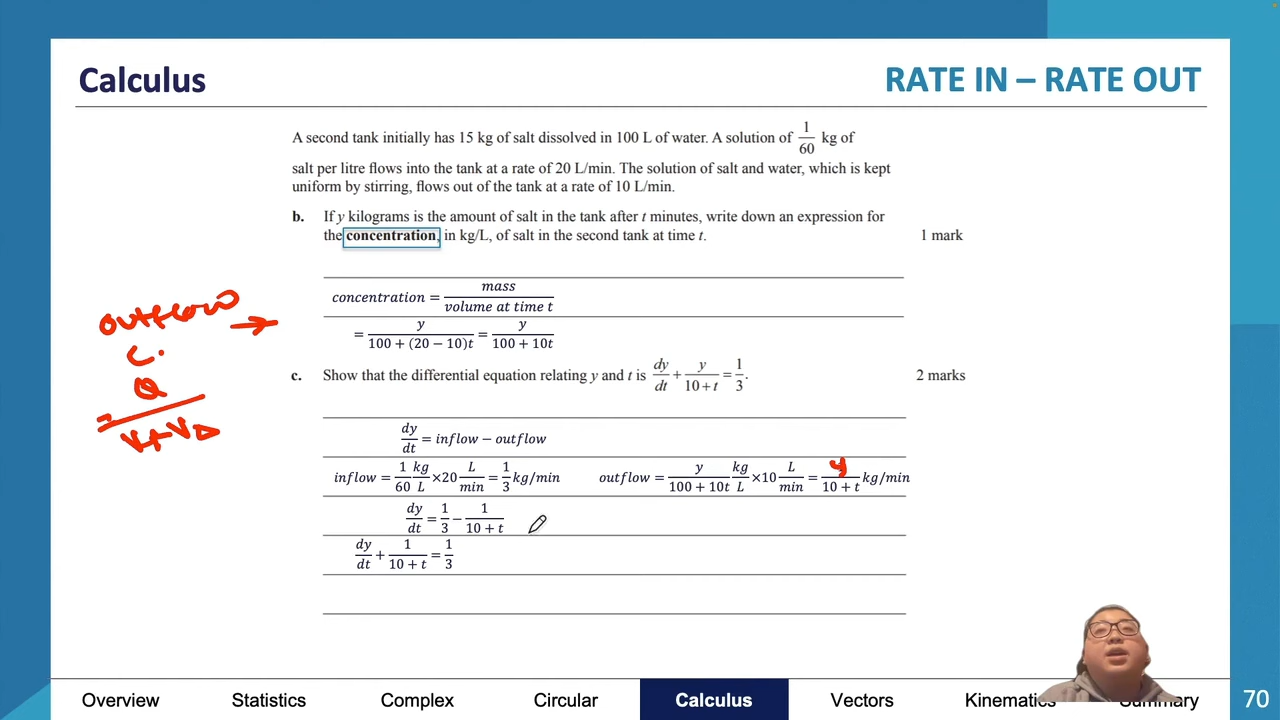 Calculus
RATE IN – RATE OUT
A second tank initially has 15 kg of salt dissolved in 100 L of water. A solution of 1/60 kg of
salt per litre flows into the tank at a rate of 20 L/min. The solution of salt and water, which is kept
uniform by stirring, flows out of the tank at a rate of 10 L/min.
b. If y kilograms is the amount of salt in the tank after t minutes, write down an expression for
the concentration, in kg/L, of salt in the second tank at time t. 1 mark
concentration = mass/volume at time t
= y/(100 + (20 − 10)t) = y/(100 + 10t)
outflow →
c.
Q
V+V
c. Show that the differential equation relating y and t is dy/dt + y/(10+t) = 1/3. 2 marks
dy/dt = inflow − outflow
inflow = 1/60 kg/L ×20 L/min = 1/3 kg/min outflow = y/(100 + 10t) kg/L ×10 L/min = y/(10 + t) kg/min
dy/dt = 1/3 − 1/(10 + t)
dy/dt + 1/(10 + t) = 1/3
Overview Statistics Complex Circular Calculus Vectors Kinematics Summary 70